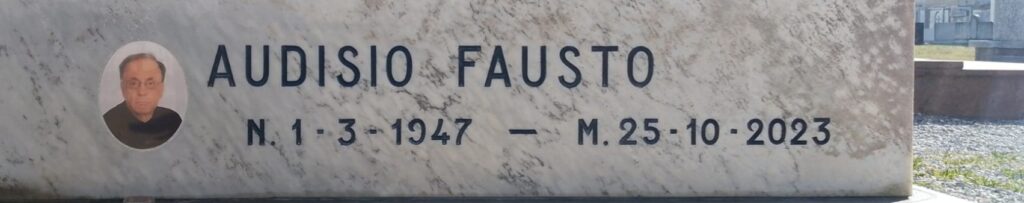 AUDISIO FAUSTO
N. 1-3-1947 — M. 25-10-2023